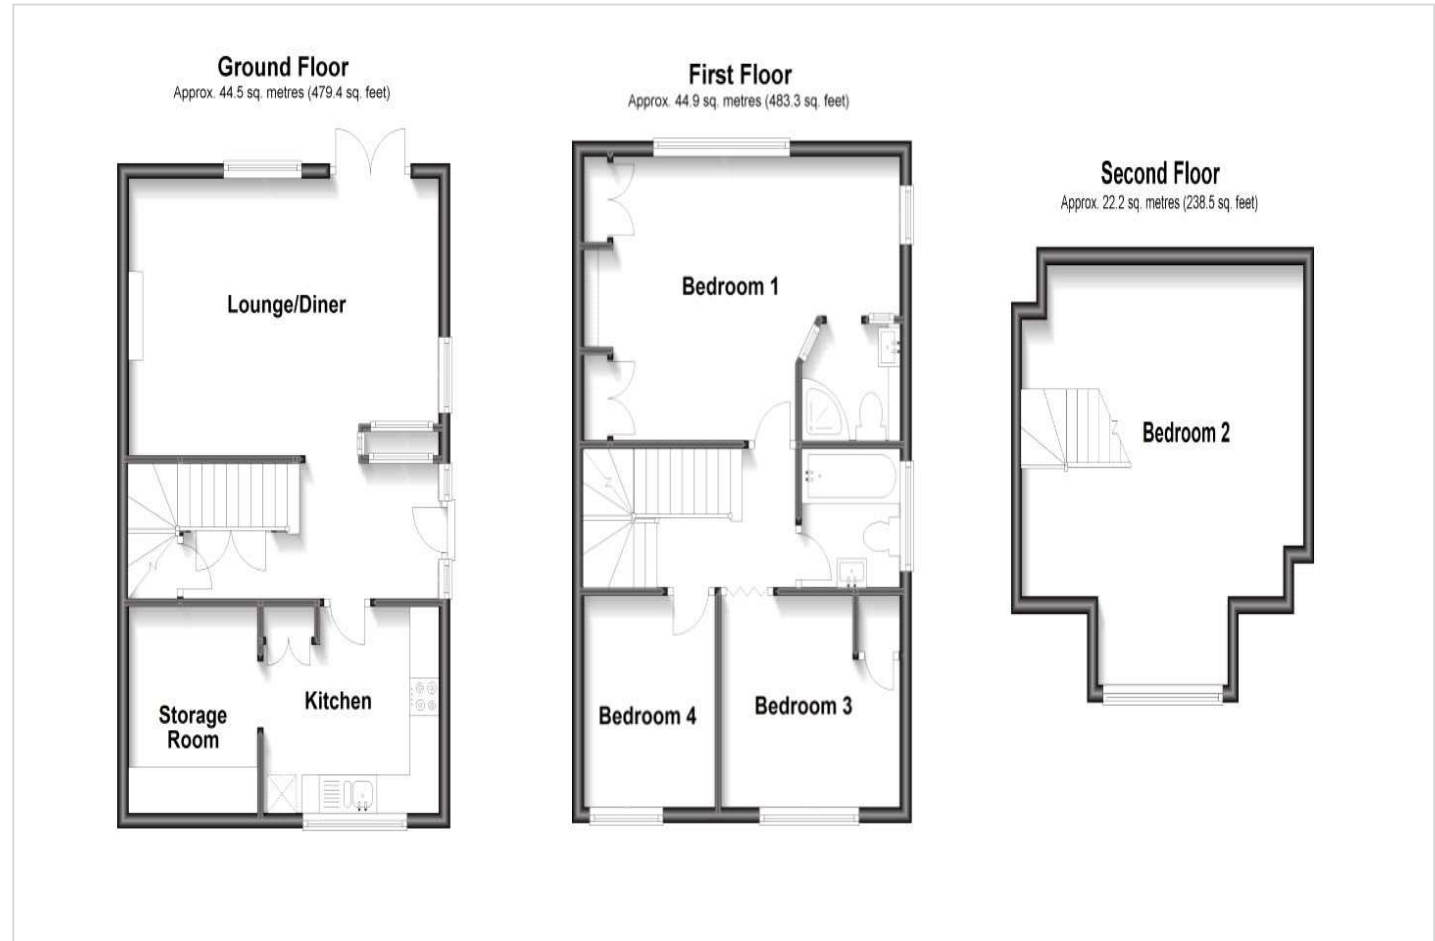 Ground Floor
Approx. 44.5 sq. metres (479.4 sq. feet)
Lounge/Diner
Storage
Room
Kitchen
First Floor
Approx. 44.9 sq. metres (483.3 sq. feet)
Bedroom 1
Bedroom 4
Bedroom 3
Second Floor
Approx. 22.2 sq. metres (238.5 sq. feet)
Bedroom 2